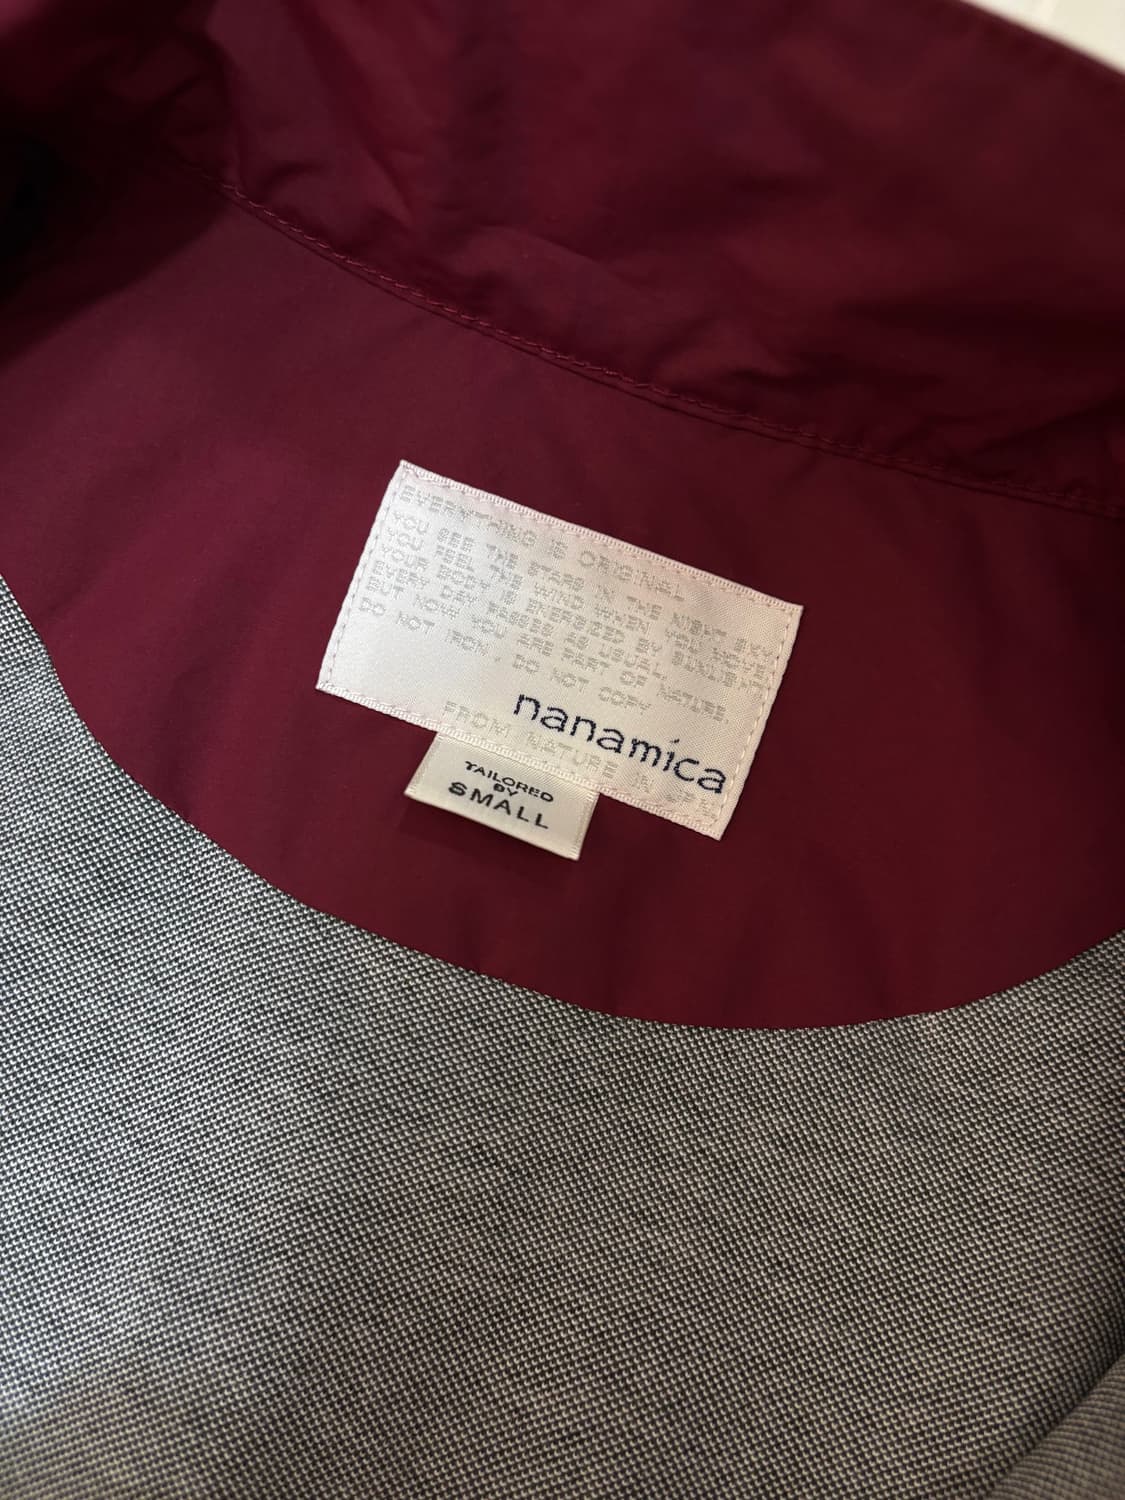 EVERYTHING IS ORIGINAL
YOU SEE THE STARS IN THE NIGHT SKY
YOU FEEL THE WIND WHEN YOU MOVE
YOUR BODY IS ENERGIZED BY
EVERY DAY PASSES AS USUAL
BUT NOW YOU ARE PART OF NATURE.
DO NOT IRON, DO NOT COPY
nanamica
FROM NATURE IN
TAILORED
BY
SMALL